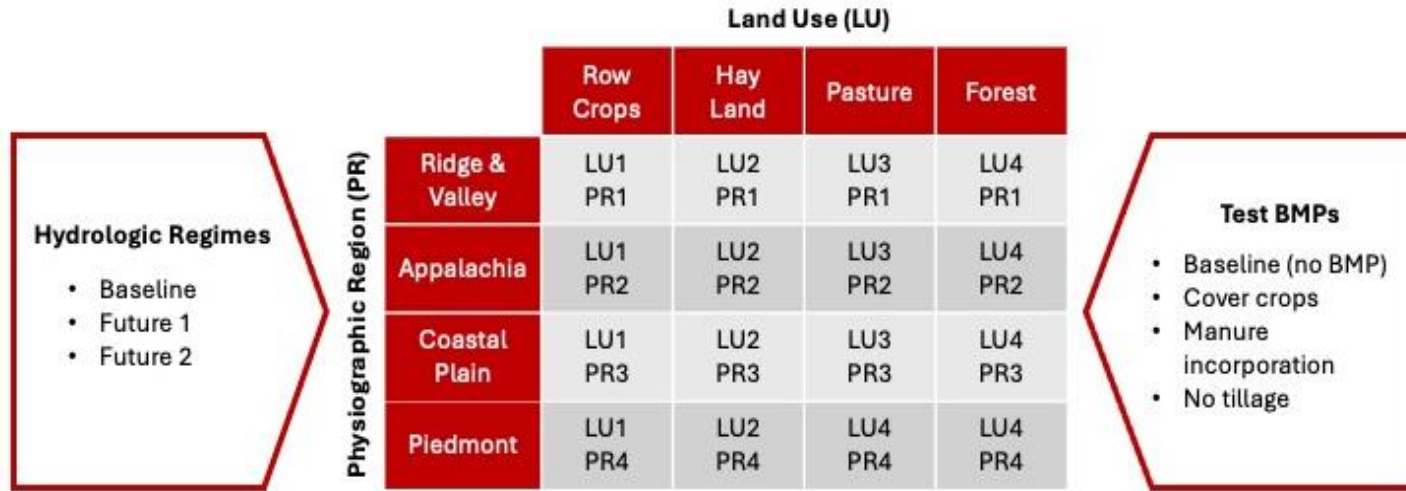 Land Use (LU)
Row
Crops
Hay
Land
Pasture
Forest
Physiographic Region (PR)
Ridge &
Valley
LU1
PR1
LU2
PR1
LU3
PR1
LU4
PR1
Appalachia
LU1
PR2
LU2
PR2
LU3
PR2
LU4
PR2
Coastal
Plain
LU1
PR3
LU2
PR3
LU3
PR3
LU4
PR3
Piedmont
LU1
PR4
LU2
PR4
LU4
PR4
LU4
PR4
Hydrologic Regimes
• Baseline
• Future 1
• Future 2
Test BMPs
• Baseline (no BMP)
• Cover crops
• Manure
incorporation
• No tillage